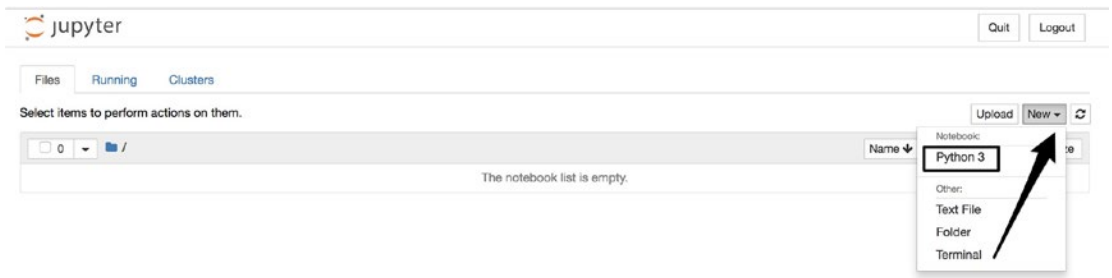 jupyter
Quit Logout
Files Running Clusters
Select items to perform actions on them.
Upload New
0 /
Name
The notebook list is empty.
Notebook:
Python 3
Other:
Text File
Folder
Terminal